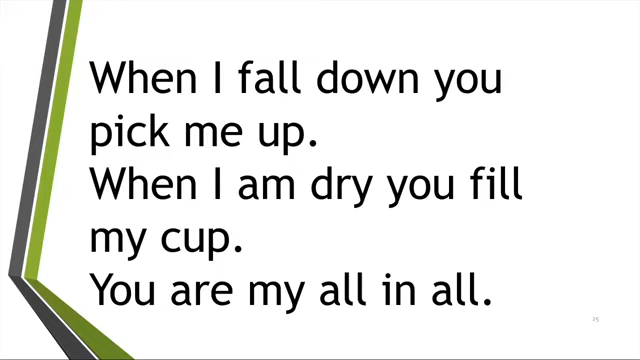 When I fall down you
pick me up.
When I am dry you fill
my cup.
You are my all in all.
25